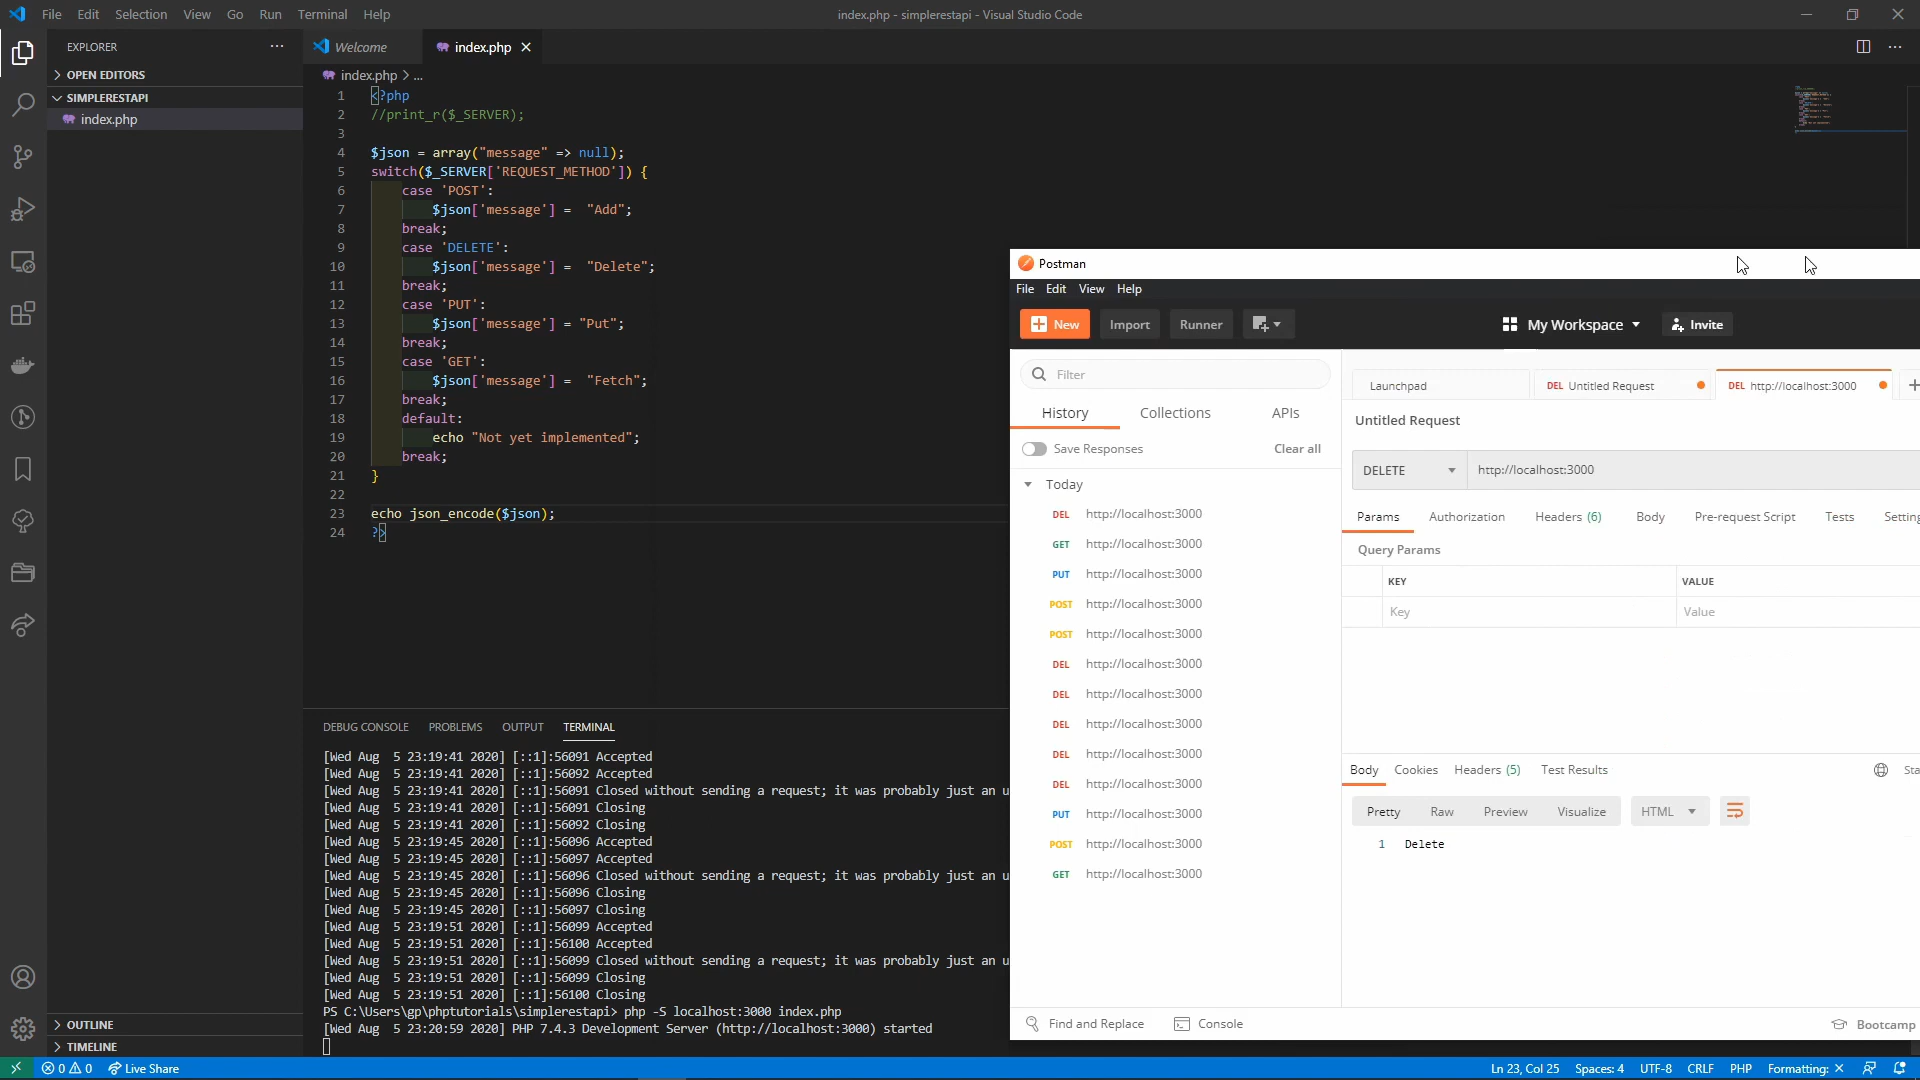 File Edit Selection View Go Run Terminal Help
index.php - simplerestapi - Visual Studio Code
EXPLORER
OPEN EDITORS
SIMPLERESTAPI
index.php
OUTLINE
TIMELINE
Welcome
index.php
index.php > ...
1 <?php
2 //print_r($_SERVER);
3
4 $json = array("message" => null);
5 switch($_SERVER['REQUEST_METHOD']) {
6 case 'POST':
7 $json['message'] = "Add";
8 break;
9 case 'DELETE':
10 $json['message'] = "Delete";
11 break;
12 case 'PUT':
13 $json['message'] = "Put";
14 break;
15 case 'GET':
16 $json['message'] = "Fetch";
17 break;
18 default:
19 echo "Not yet implemented";
20 break;
21 }
22
23 echo json_encode($json);
24 ?>
DEBUG CONSOLE PROBLEMS OUTPUT TERMINAL
[Wed Aug  5 23:19:41 2020] [::1]:56091 Accepted
[Wed Aug  5 23:19:41 2020] [::1]:56092 Accepted
[Wed Aug  5 23:19:41 2020] [::1]:56091 Closed without sending a request; it was probably just an u
[Wed Aug  5 23:19:41 2020] [::1]:56091 Closing
[Wed Aug  5 23:19:41 2020] [::1]:56092 Closing
[Wed Aug  5 23:19:45 2020] [::1]:56096 Accepted
[Wed Aug  5 23:19:45 2020] [::1]:56097 Accepted
[Wed Aug  5 23:19:45 2020] [::1]:56096 Closed without sending a request; it was probably just an u
[Wed Aug  5 23:19:45 2020] [::1]:56096 Closing
[Wed Aug  5 23:19:45 2020] [::1]:56097 Closing
[Wed Aug  5 23:19:51 2020] [::1]:56099 Accepted
[Wed Aug  5 23:19:51 2020] [::1]:56100 Accepted
[Wed Aug  5 23:19:51 2020] [::1]:56099 Closed without sending a request; it was probably just an u
[Wed Aug  5 23:19:51 2020] [::1]:56099 Closing
[Wed Aug  5 23:19:51 2020] [::1]:56100 Closing
PS C:\Users\gp\phptutorials\simplerestapi> php -S localhost:3000 index.php
[Wed Aug  5 23:20:59 2020] PHP 7.4.3 Development Server (http://localhost:3000) started
Postman
File Edit View Help
New Import Runner My Workspace Invite
Filter
History Collections APIs
Save Responses Clear all
Today
DEL http://localhost:3000
GET http://localhost:3000
PUT http://localhost:3000
POST http://localhost:3000
POST http://localhost:3000
DEL http://localhost:3000
DEL http://localhost:3000
DEL http://localhost:3000
DEL http://localhost:3000
DEL http://localhost:3000
PUT http://localhost:3000
POST http://localhost:3000
GET http://localhost:3000
Launchpad DEL Untitled Request DEL http://localhost:3000
Untitled Request
DELETE http://localhost:3000
Params Authorization Headers (6) Body Pre-request Script Tests Setting
Query Params
KEY VALUE
Key Value
Body Cookies Headers (5) Test Results Sta
Pretty Raw Preview Visualize HTML
1 Delete
Find and Replace Console Bootcamp
0 0 Live Share
Ln 23, Col 25 Spaces: 4 UTF-8 CRLF PHP Formatting: ×